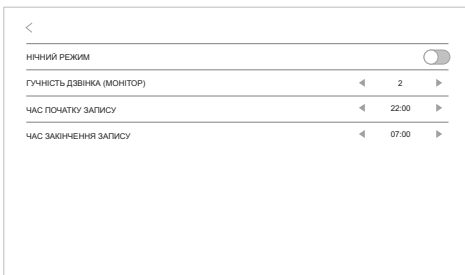 НІЧНИЙ РЕЖИМ
ГУЧНІСТЬ ДЗВІНКА (МОНІТОР) 2
ЧАС ПОЧАТКУ ЗАПИСУ 22:00
ЧАС ЗАКІНЧЕННЯ ЗАПИСУ 07:00